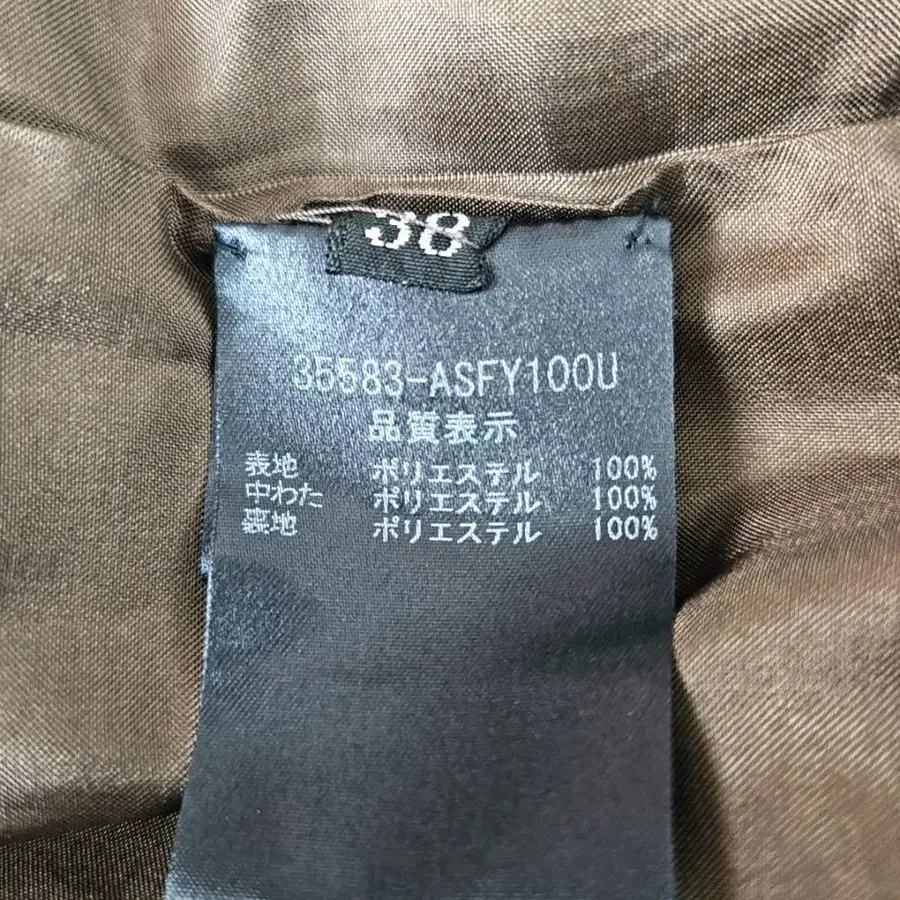 38
35583-ASFY100U
品質表示
表地 ポリエステル 100%
中わた ポリエステル 100%
裏地 ポリエステル 100%